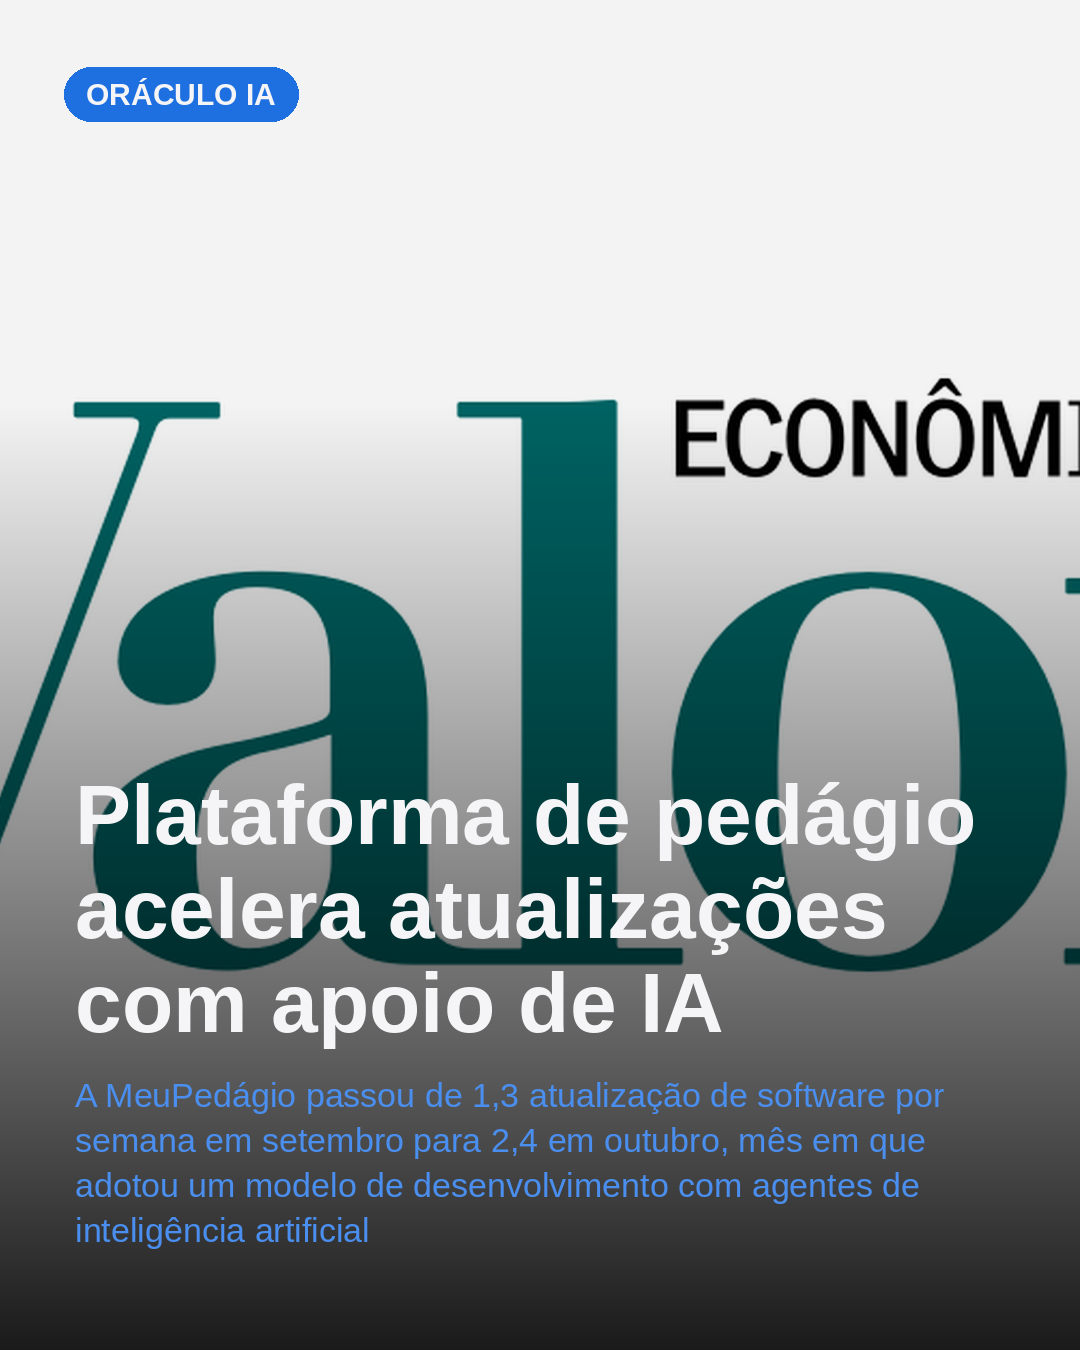 ORÁCULO IA
ECONÔMI
Valor
Plataforma de pedágio
acelera atualizações
com apoio de IA
A MeuPedágio passou de 1,3 atualização de software por
semana em setembro para 2,4 em outubro, mês em que
adotou um modelo de desenvolvimento com agentes de
inteligência artificial